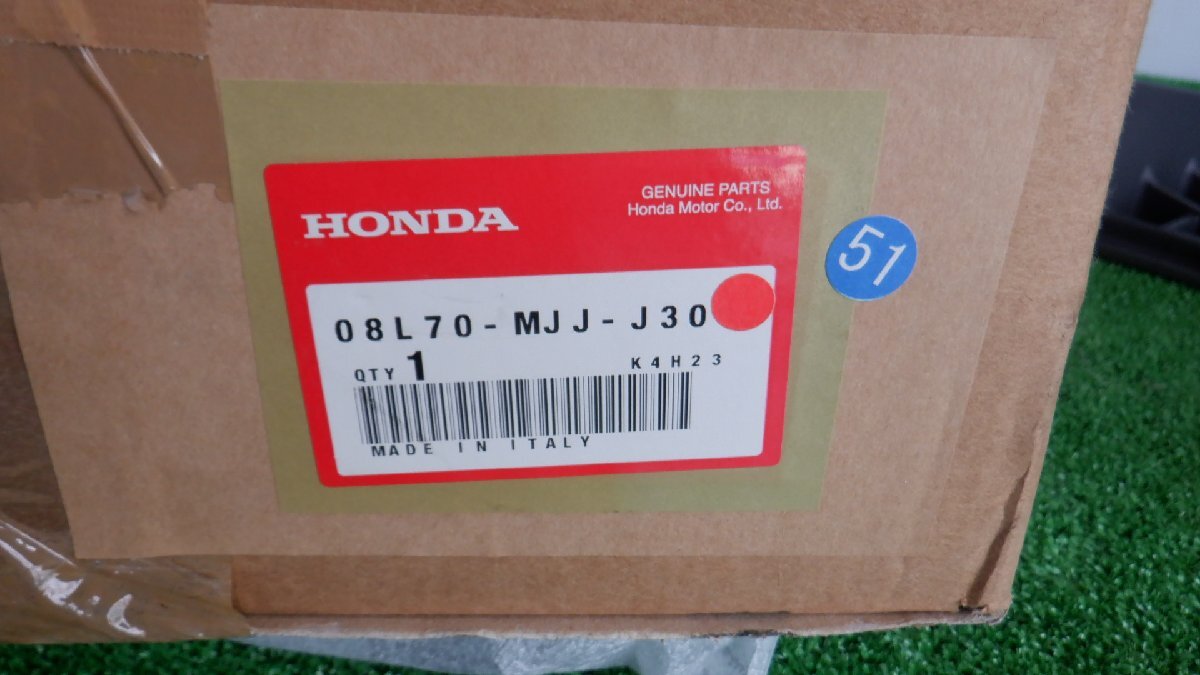 HONDA
GENUINE PARTS
Honda Motor Co., Ltd.
51
08L70-MJJ-J30
QTY 1
K4H23
MADE IN ITALY